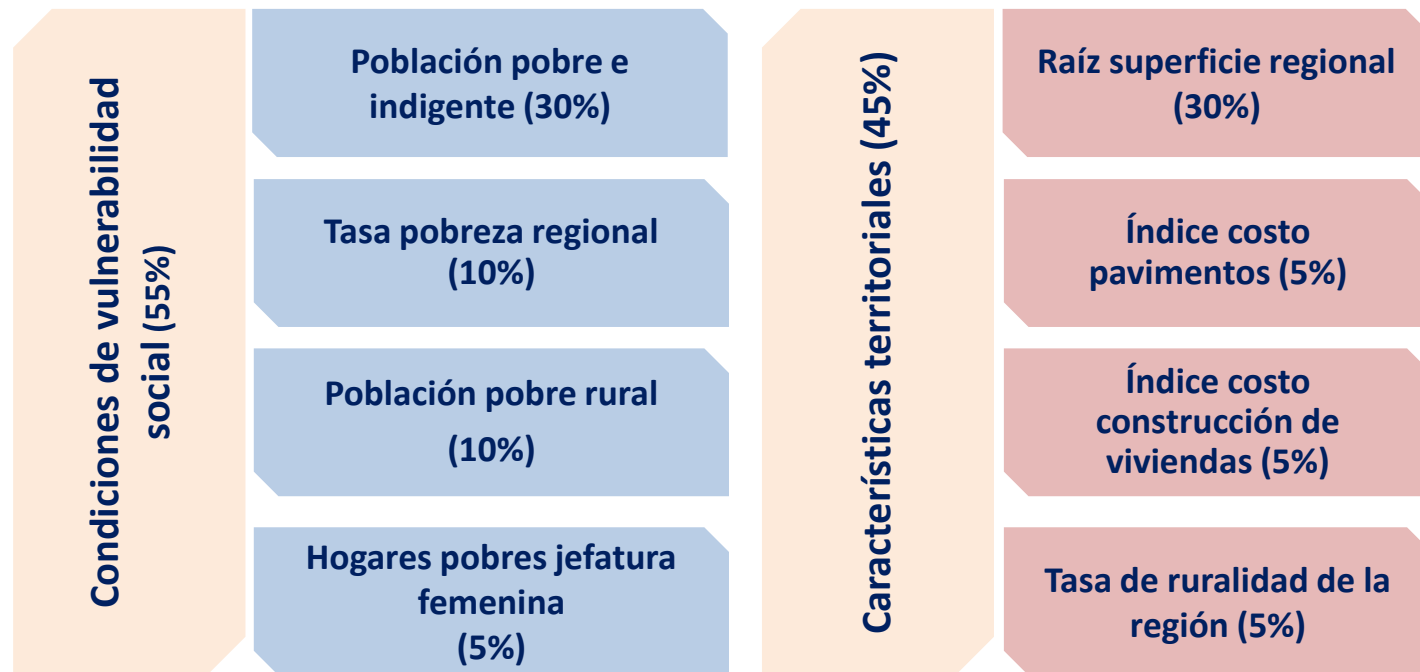 Condiciones de vulnerabilidad
social (55%)
Población pobre e
indigente (30%)
Tasa pobreza regional
(10%)
Población pobre rural
(10%)
Hogares pobres jefatura
femenina
(5%)
Características territoriales (45%)
Raíz superficie regional
(30%)
Índice costo
pavimentos (5%)
Índice costo
construcción de
viviendas (5%)
Tasa de ruralidad de la
región (5%)